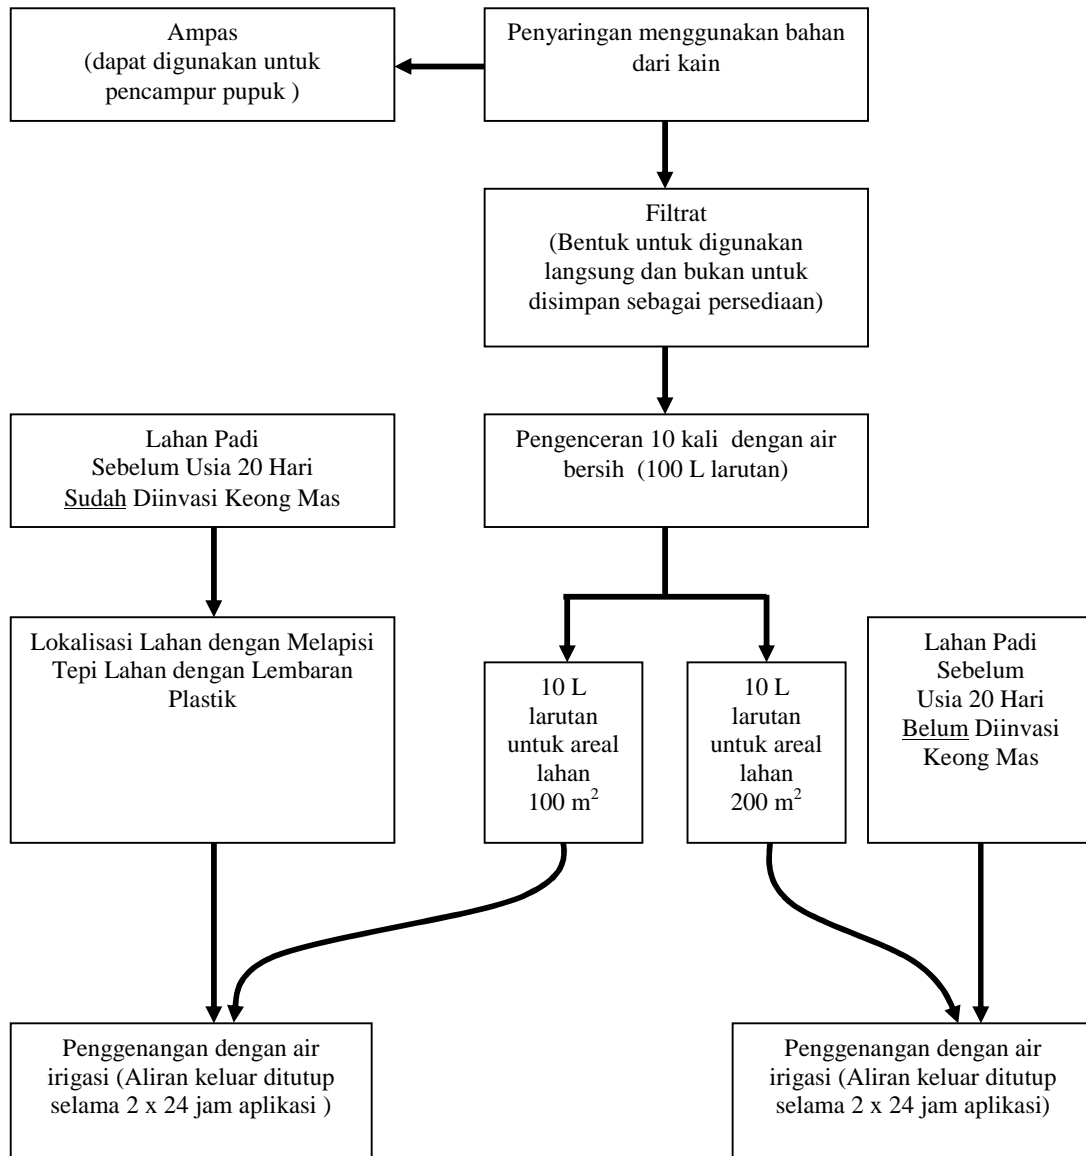 Ampas
(dapat digunakan untuk
pencampur pupuk )
Penyaringan menggunakan bahan
dari kain
Filtrat
(Bentuk untuk digunakan
langsung dan bukan untuk
disimpan sebagai persediaan)
Lahan Padi
Sebelum Usia 20 Hari
Sudah Diinvasi Keong Mas
Pengenceran 10 kali dengan air
bersih (100 L larutan)
Lokalisasi Lahan dengan Melapisi
Tepi Lahan dengan Lembaran
Plastik
10 L
larutan
untuk areal
lahan
100 m²
10 L
larutan
untuk areal
lahan
200 m²
Lahan Padi
Sebelum
Usia 20 Hari
Belum Diinvasi
Keong Mas
Penggenangan dengan air
irigasi (Aliran keluar ditutup
selama 2 x 24 jam aplikasi )
Penggenangan dengan air
irigasi (Aliran keluar ditutup
selama 2 x 24 jam aplikasi)